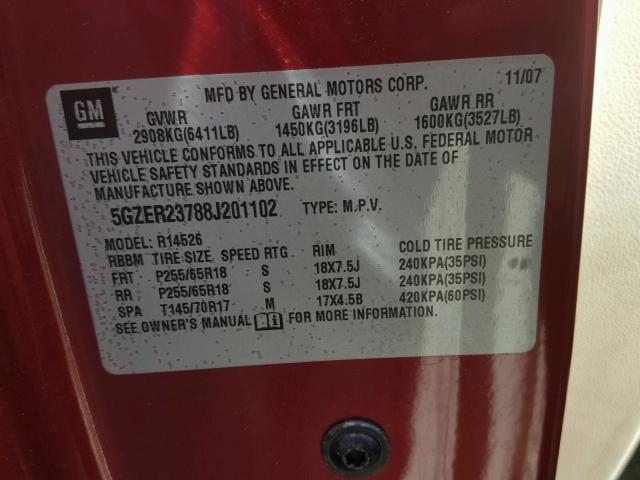 GM
MFD BY GENERAL MOTORS CORP. 11/07
GVWR GAWR FRT GAWR RR
2908KG(6411LB) 1450KG(3196LB) 1600KG(3527LB)
THIS VEHICLE CONFORMS TO ALL APPLICABLE U.S. FEDERAL MOTOR
VEHICLE SAFETY STANDARDS IN EFFECT ON THE DATE OF
MANUFACTURE SHOWN ABOVE.
5GZER23788J201102 TYPE: M.P.V.
MODEL: R14526
RBBM TIRE SIZE SPEED RTG RIM COLD TIRE PRESSURE
FRT P255/65R18 S 18X7.5J 240KPA(35PSI)
RR P255/65R18 S 18X7.5J 240KPA(35PSI)
SPA T145/70R17 M 17X4.5B 420KPA(60PSI)
SEE OWNER'S MANUAL FOR MORE INFORMATION.